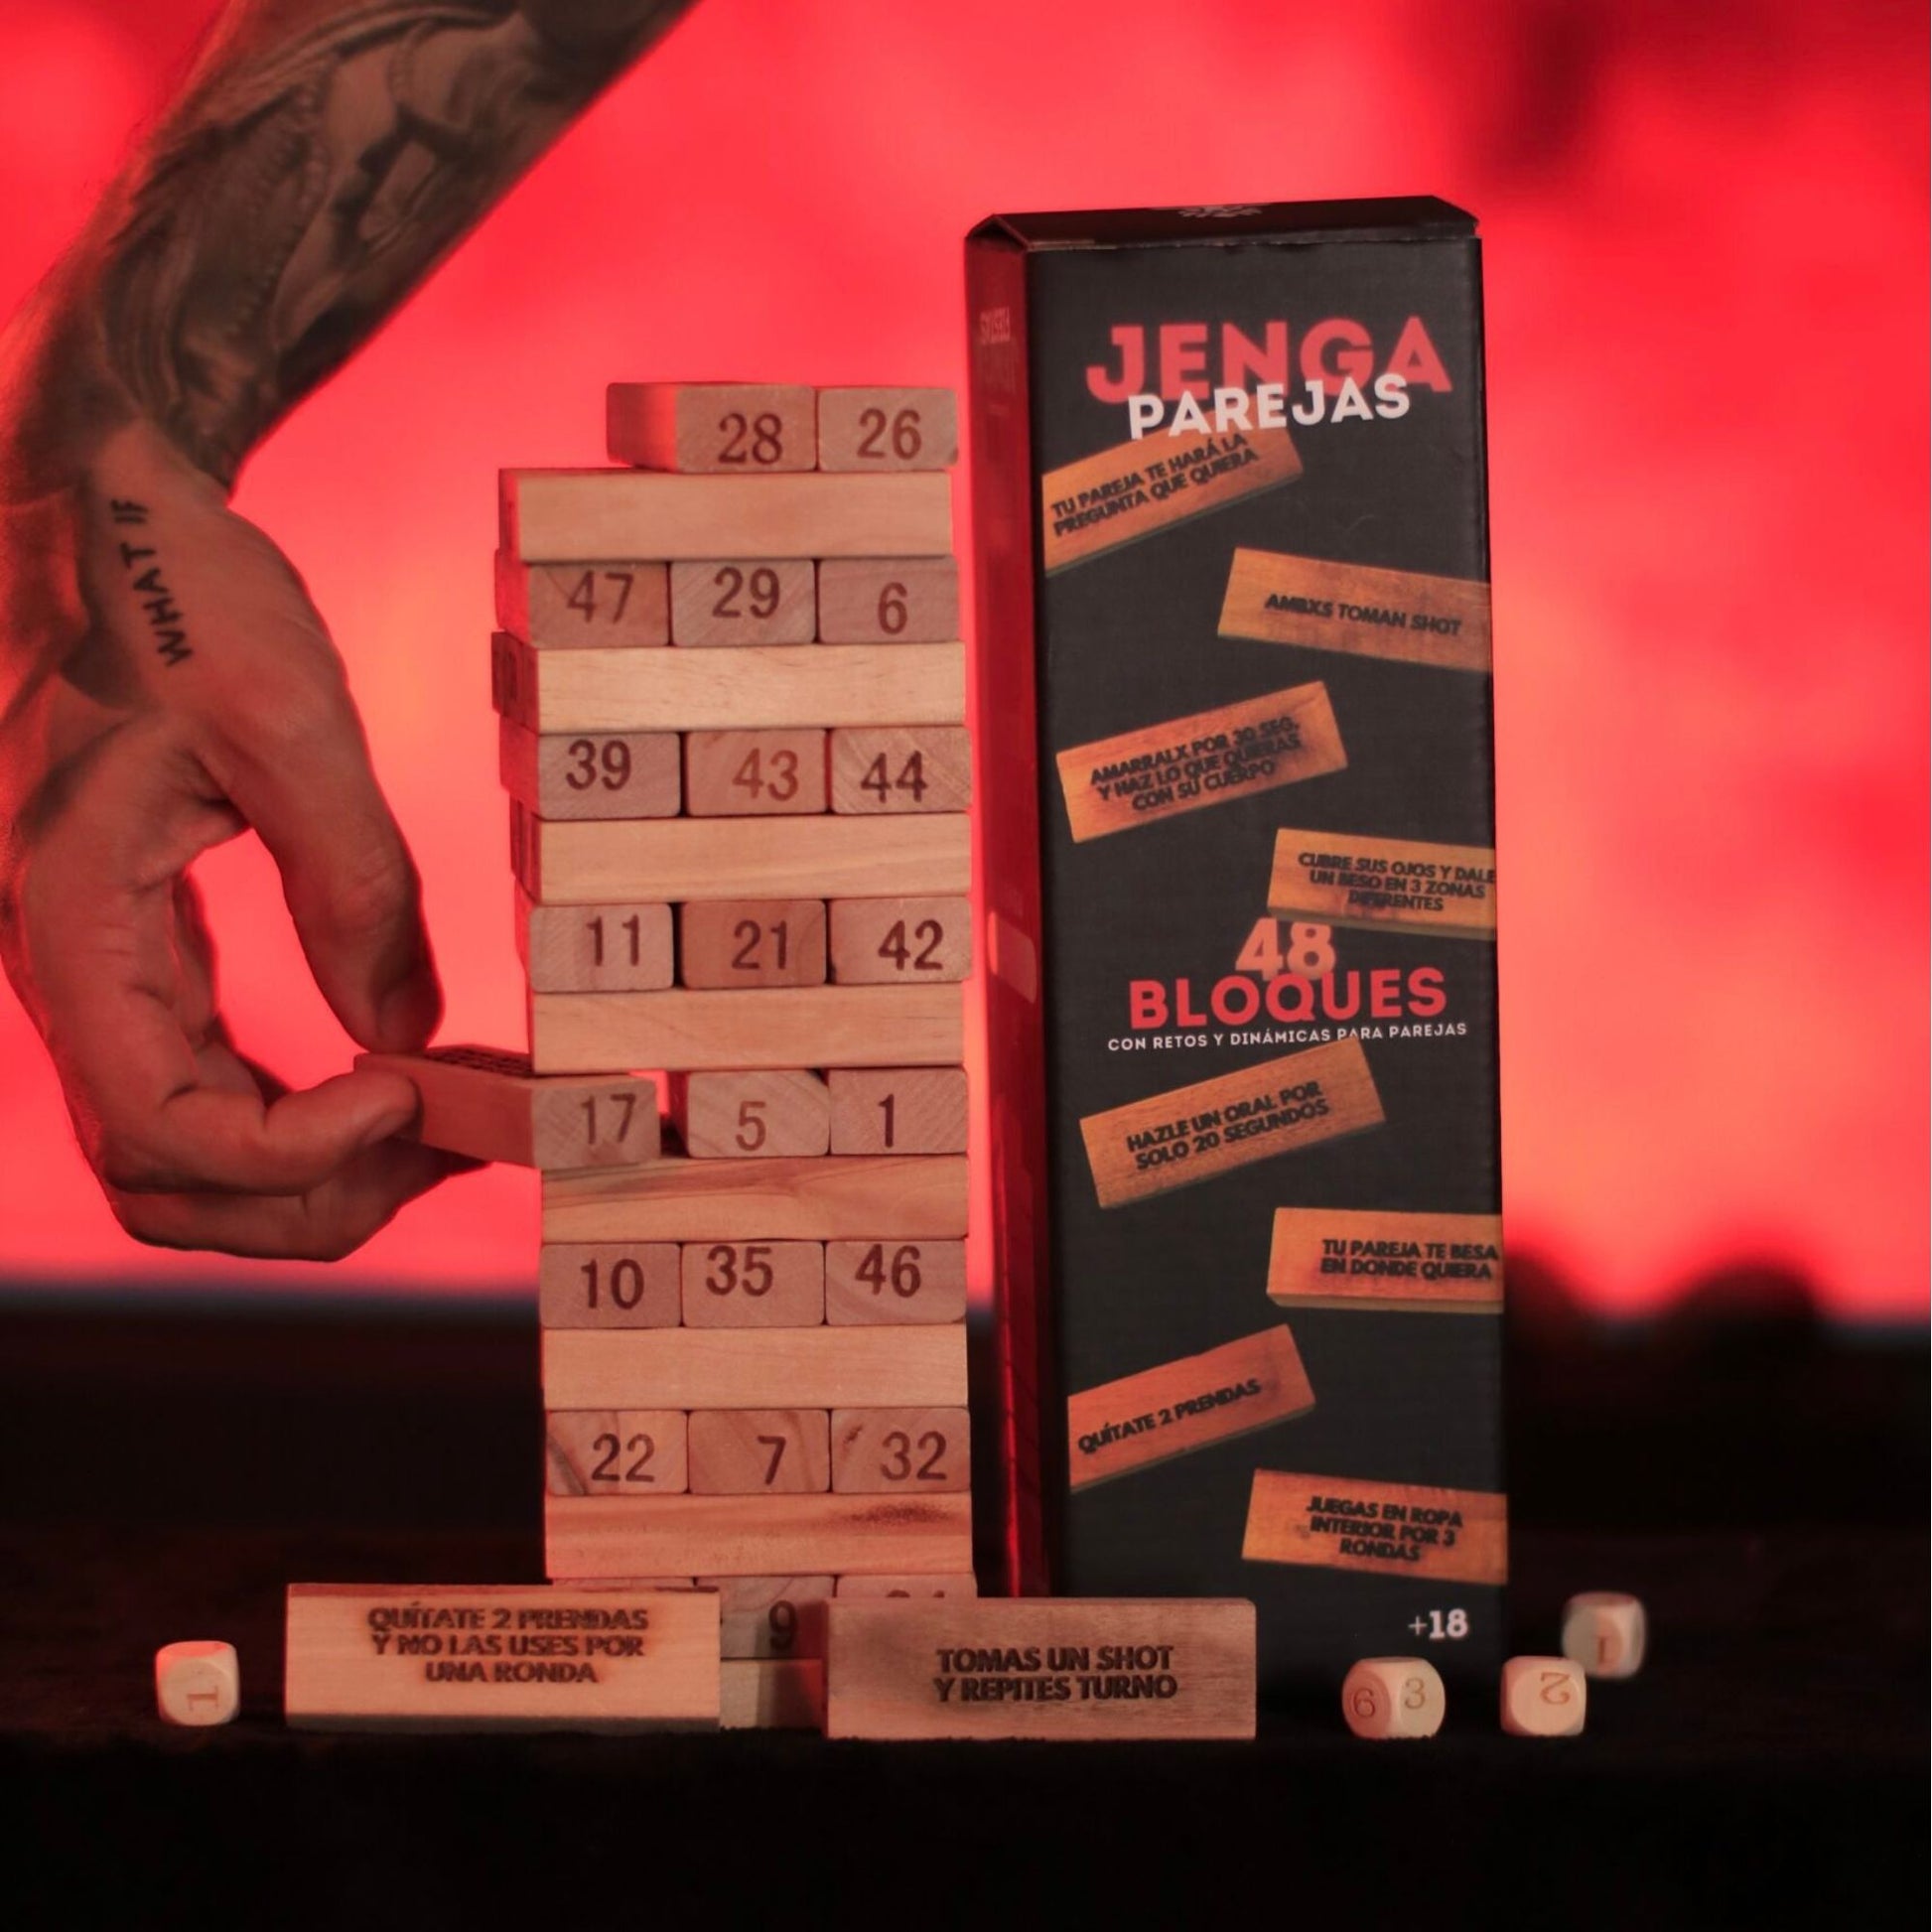 WHAT IF
28 26
47 29 6
39 43 44
11 21 42
17 5 1
10 35 46
22 7 32
9
QUÍTATE 2 PRENDAS
Y NO LAS USES POR
UNA RONDA
TOMAS UN SHOT
Y REPITES TURNO
JENGA
PAREJAS
TU PAREJA TE HARÁ LA
PREGUNTA QUE QUIERA
AMBXS TOMAN SHOT
AMARRALX POR 30 SEG.
Y HAZ LO QUE QUIERAS
CON SU CUERPO
CUBRE SUS OJOS Y DALE
UN BESO EN 3 ZONAS
DIFERENTES
48
BLOQUES
CON RETOS Y DINÁMICAS PARA PAREJAS
HAZLE UN ORAL POR
SOLO 20 SEGUNDOS
TU PAREJA TE BESA
EN DONDE QUIERA
QUÍTATE 2 PRENDAS
JUEGAS EN ROPA
INTERIOR POR 3
RONDAS
+18
1
6 3
2
1